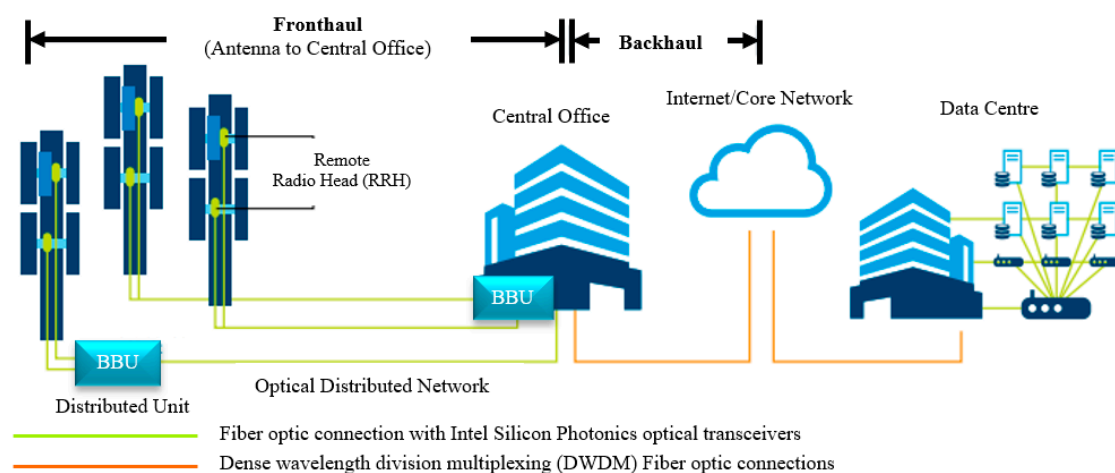 Fronthaul
(Antenna to Central Office)
Backhaul
Internet/Core Network
Data Centre
Central Office
Remote
Radio Head (RRH)
BBU
BBU
Optical Distributed Network
Distributed Unit
Fiber optic connection with Intel Silicon Photonics optical transceivers
Dense wavelength division multiplexing (DWDM) Fiber optic connections